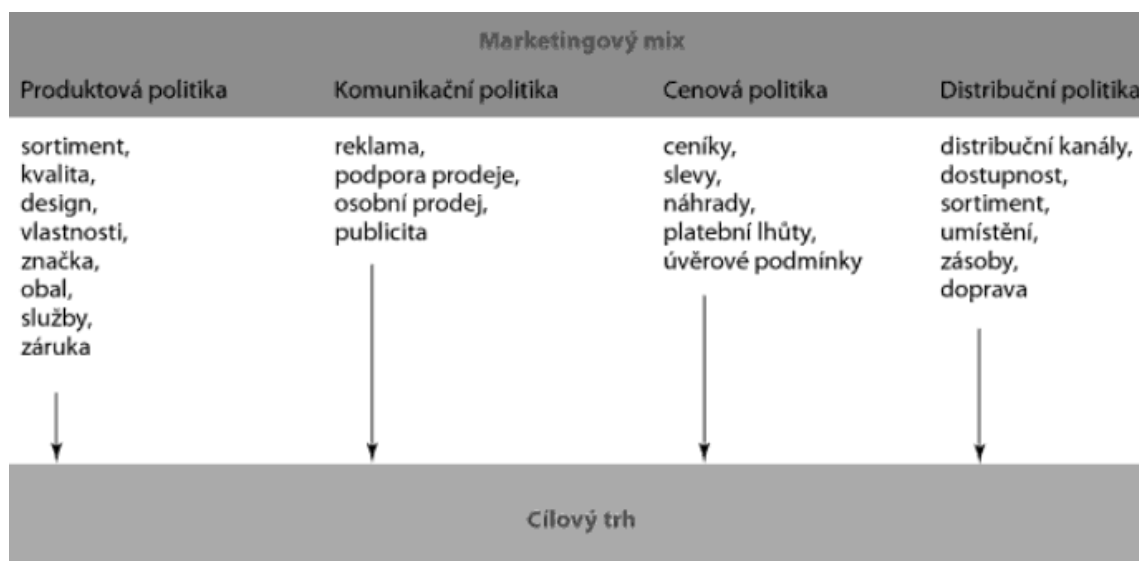 Marketingový mix
Produktová politika
Komunikační politika
Cenová politika
Distribuční politika
sortiment,
kvalita,
design,
vlastnosti,
značka,
obal,
služby,
záruka
reklama,
podpora prodeje,
osobní prodej,
publicita
ceníky,
slevy,
náhrady,
platební lhůty,
úvěrové podmínky
distribuční kanály,
dostupnost,
sortiment,
umístění,
zásoby,
doprava
Cílový trh